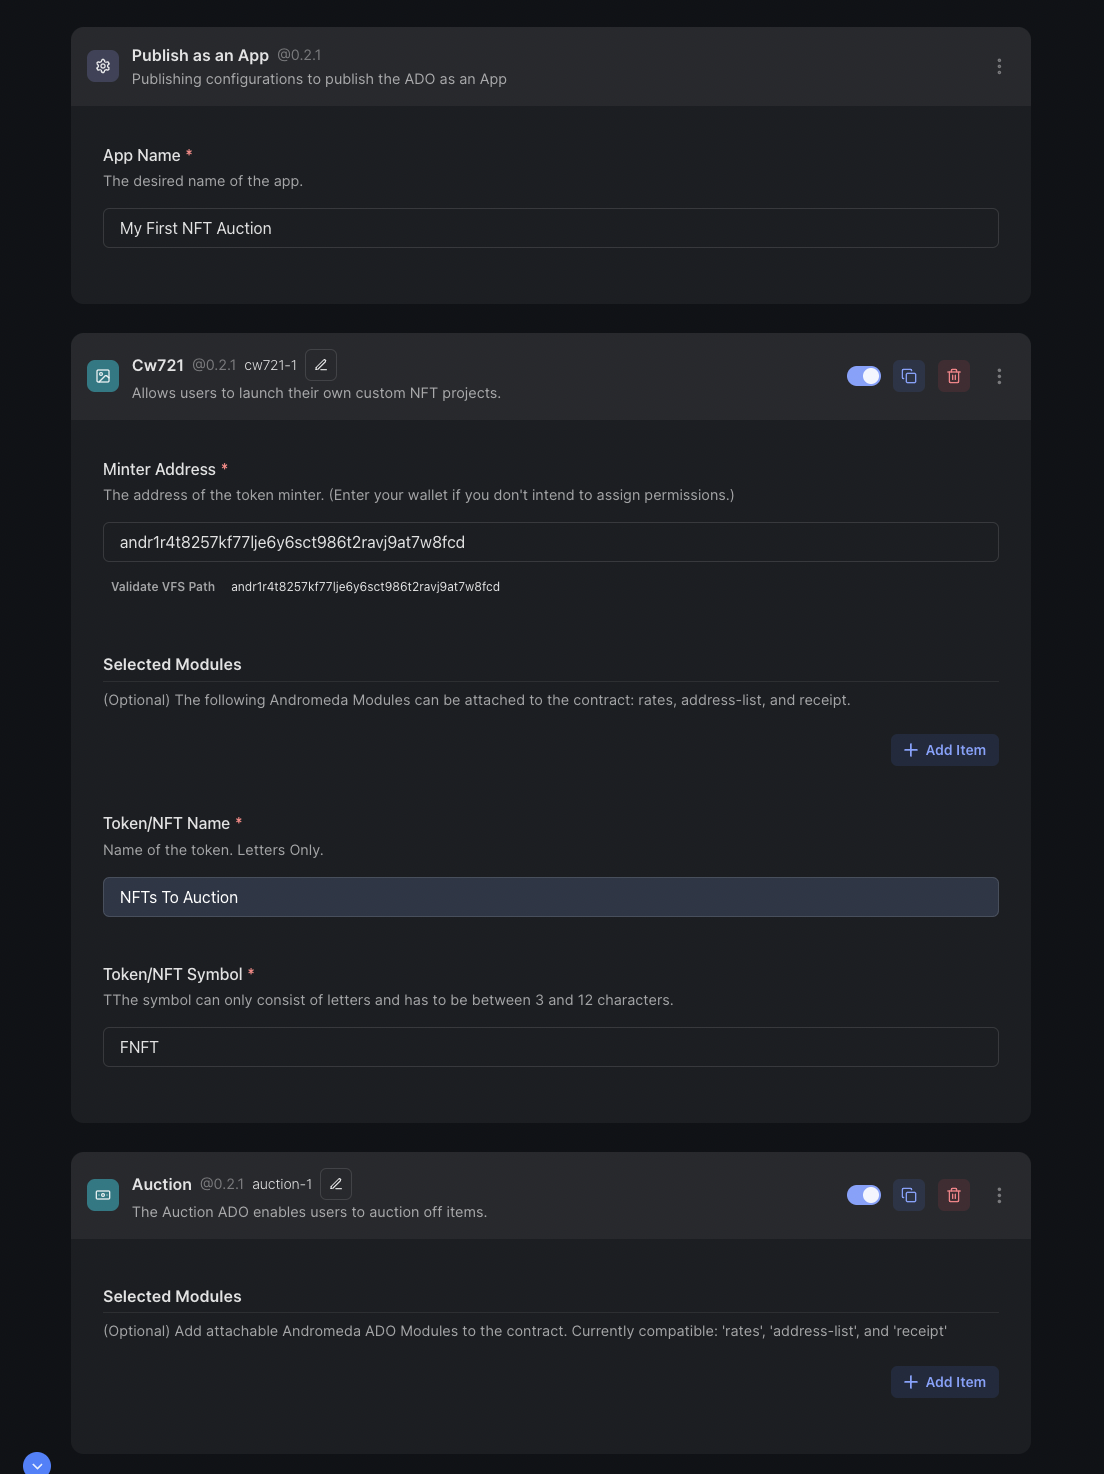 Publish as an App @0.2.1
Publishing configurations to publish the ADO as an App
App Name *
The desired name of the app.
My First NFT Auction
Cw721 @0.2.1 cw721-1
Allows users to launch their own custom NFT projects.
Minter Address *
The address of the token minter. (Enter your wallet if you don't intend to assign permissions.)
andr1r4t8257kf77lje6y6sct986t2ravj9at7w8fcd
Validate VFS Path andr1r4t8257kf77lje6y6sct986t2ravj9at7w8fcd
Selected Modules
(Optional) The following Andromeda Modules can be attached to the contract: rates, address-list, and receipt.
Add Item
Token/NFT Name *
Name of the token. Letters Only.
NFTs To Auction
Token/NFT Symbol *
TThe symbol can only consist of letters and has to be between 3 and 12 characters.
FNFT
Auction @0.2.1 auction-1
The Auction ADO enables users to auction off items.
Selected Modules
(Optional) Add attachable Andromeda ADO Modules to the contract. Currently compatible: 'rates', 'address-list', and 'receipt'
Add Item